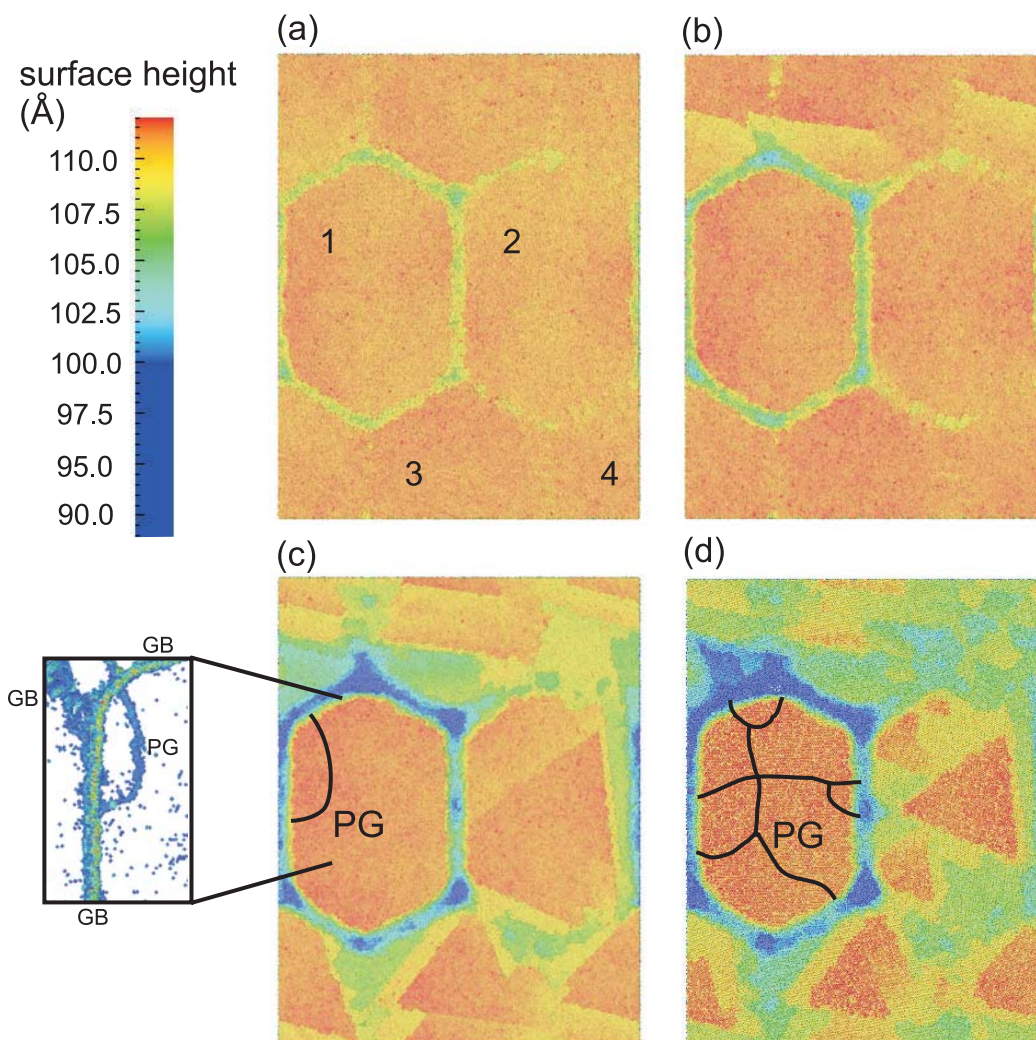 (a)
(b)
surface height
(Å)
110.0
107.5
105.0
102.5
100.0
97.5
95.0
90.0
1
2
3
4
(c)
(d)
GB
GB
PG
GB
PG
PG